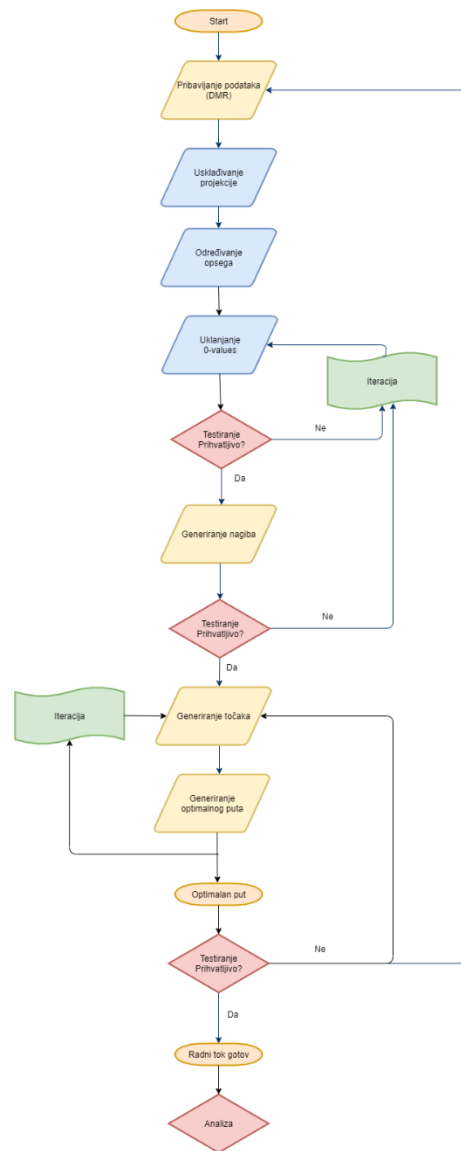 Start
Pribavljanje podataka
(DMR)
Usklađivanje
projekcije
Određivanje
opsega
Uklanjanje
0-values
Iteracija
Testiranje
Prihvatljivo?
Ne
Da
Generiranje nagiba
Testiranje
Prihvatljivo?
Ne
Da
Iteracija
Generiranje točaka
Generiranje
optimalnog puta
Optimalan put
Testiranje
Prihvatljivo?
Ne
Da
Radni tok gotov
Analiza